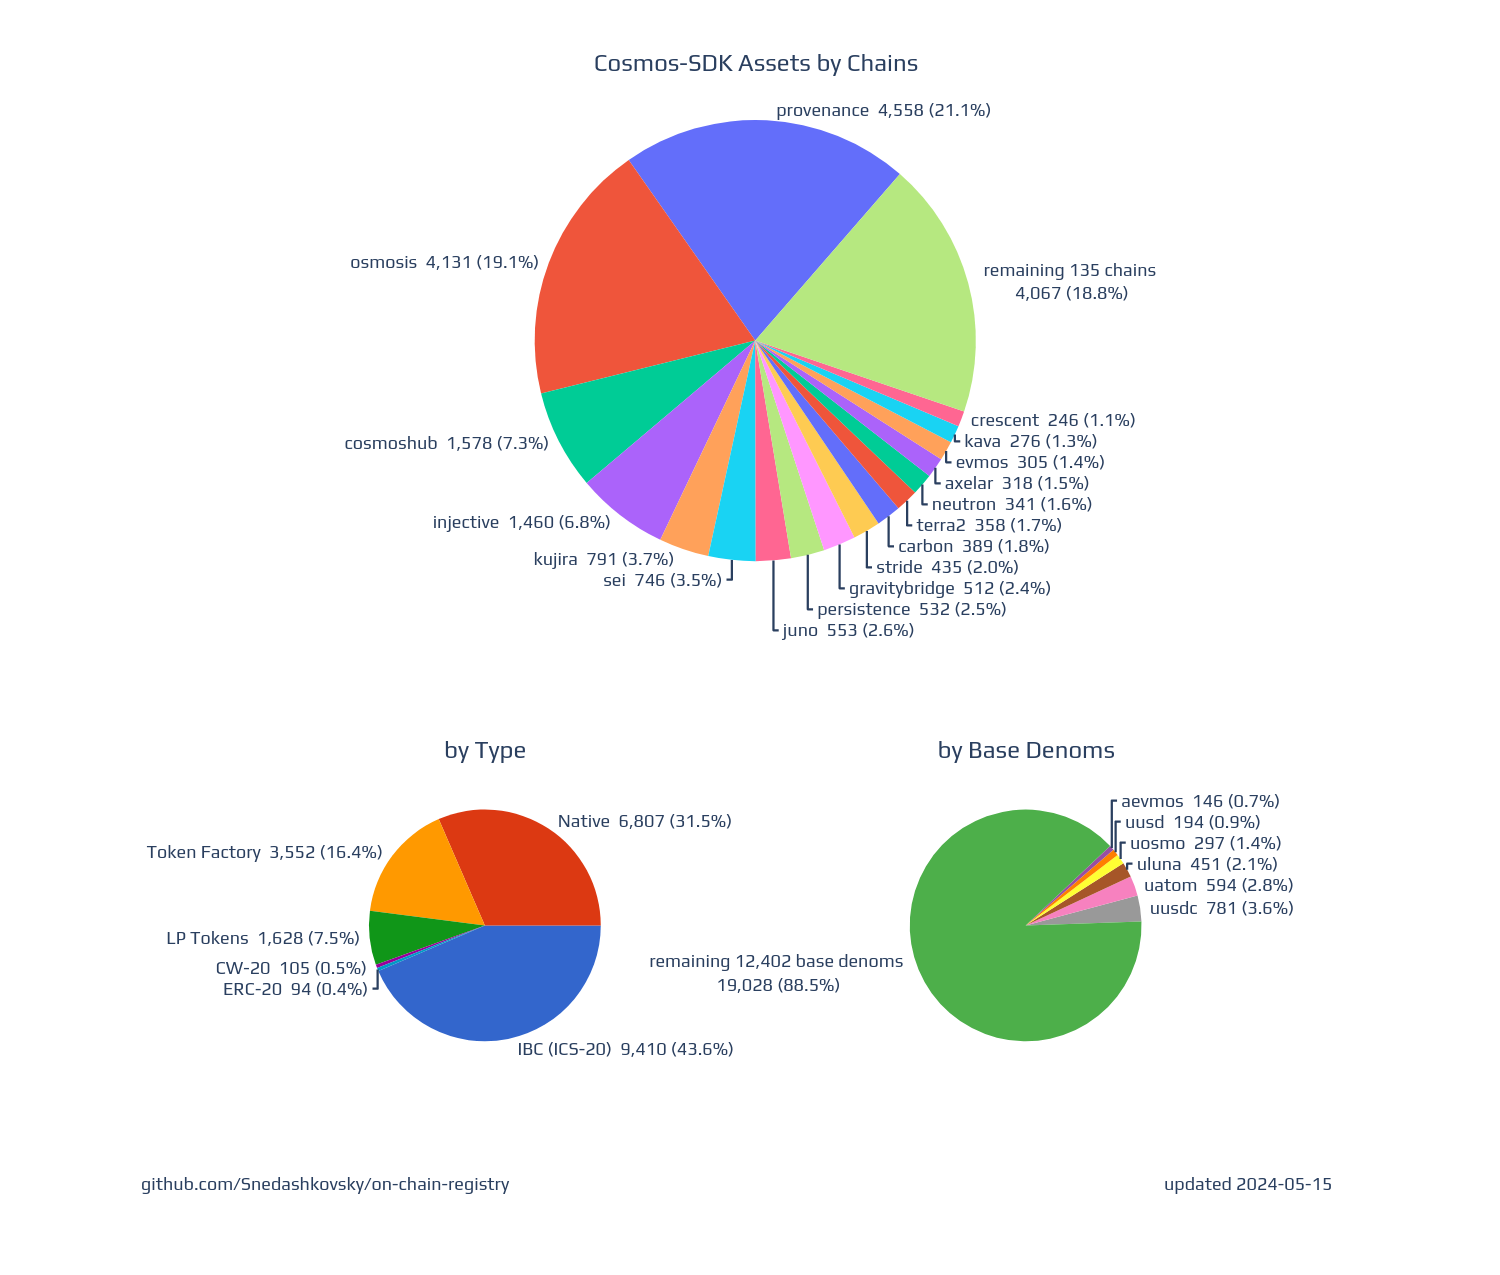 Cosmos-SDK Assets by Chains
provenance 4,558 (21.1%)
osmosis 4,131 (19.1%)
remaining 135 chains
4,067 (18.8%)
crescent 246 (1.1%)
cosmoshub 1,578 (7.3%)
kava 276 (1.3%)
evmos 305 (1.4%)
axelar 318 (1.5%)
neutron 341 (1.6%)
injective 1,460 (6.8%)
terra2 358 (1.7%)
carbon 389 (1.8%)
kujira 791 (3.7%)
stride 435 (2.0%)
sei 746 (3.5%)
gravitybridge 512 (2.4%)
persistence 532 (2.5%)
juno 553 (2.6%)
by Type
Native 6,807 (31.5%)
Token Factory 3,552 (16.4%)
LP Tokens 1,628 (7.5%)
CW-20 105 (0.5%)
ERC-20 94 (0.4%)
IBC (ICS-20) 9,410 (43.6%)
by Base Denoms
aevmos 146 (0.7%)
uusd 194 (0.9%)
uosmo 297 (1.4%)
uluna 451 (2.1%)
uatom 594 (2.8%)
uusdc 781 (3.6%)
remaining 12,402 base denoms
19,028 (88.5%)
github.com/Snedashkovsky/on-chain-registry
updated 2024-05-15